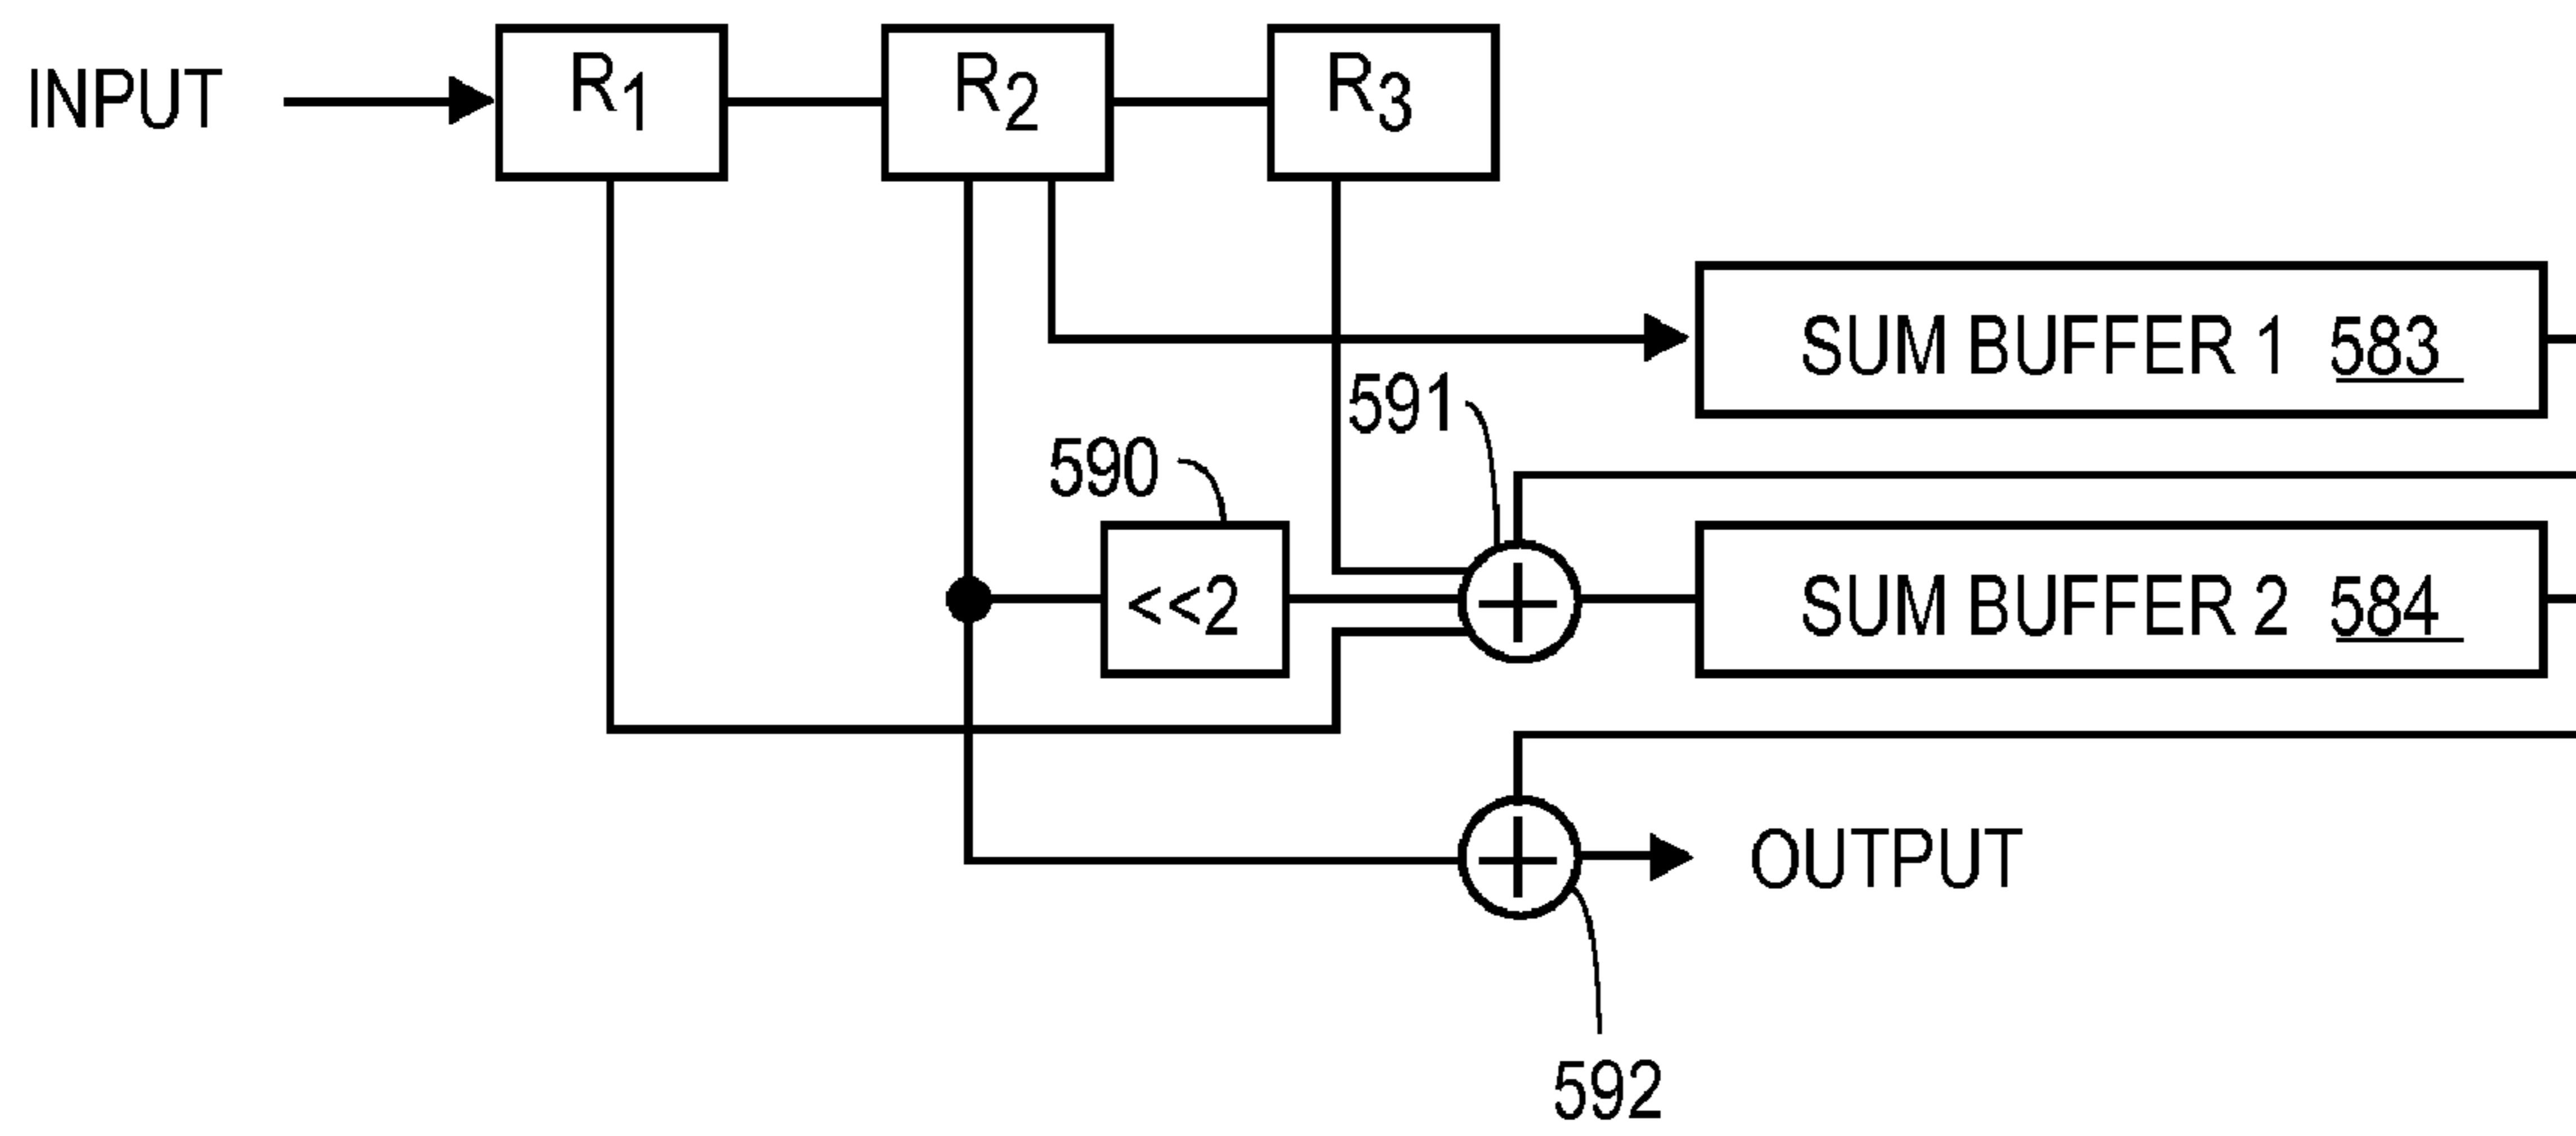 INPUT R1 R2 R3
SUM BUFFER 1 583
591
590
<<2
SUM BUFFER 2 584
OUTPUT
592